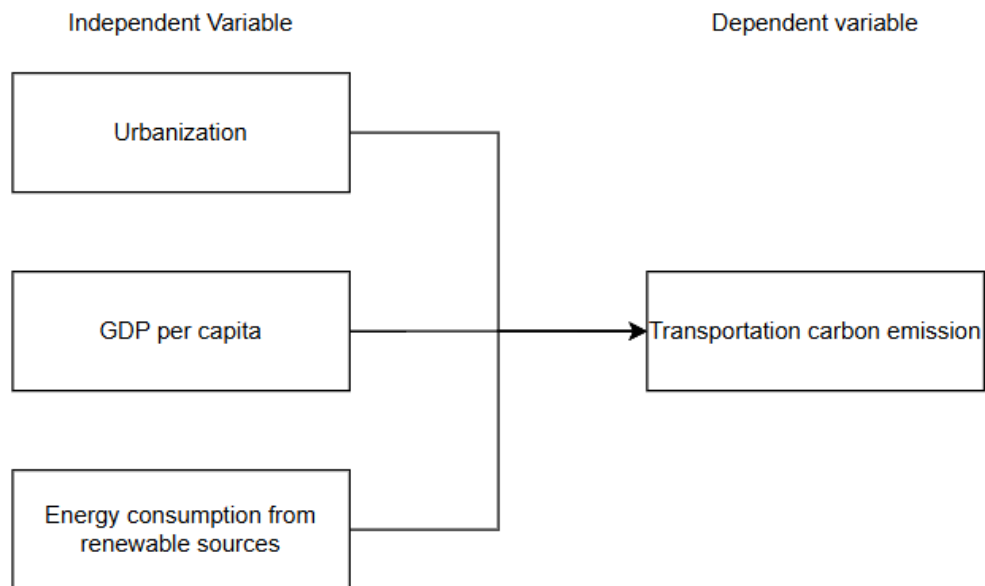 Independent Variable
Dependent variable
Urbanization
GDP per capita
Transportation carbon emission
Energy consumption from
renewable sources